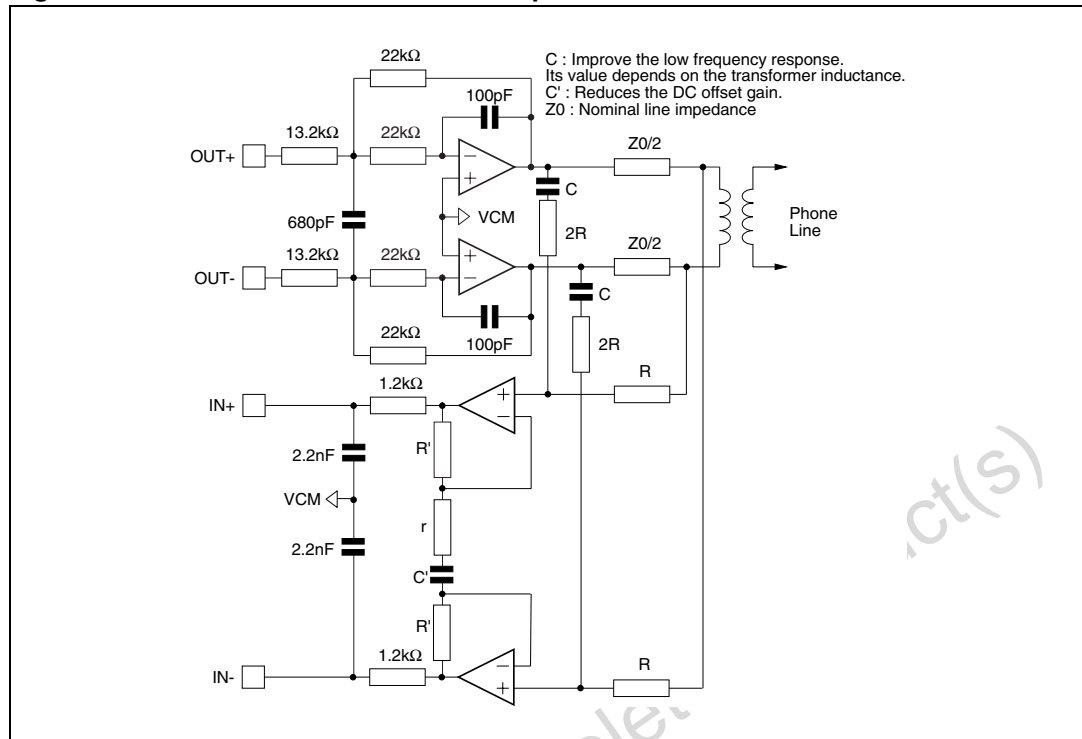 22kΩ
C : Improve the low frequency response.
Its value depends on the transformer inductance.
C' : Reduces the DC offset gain.
Z0 : Nominal line impedance
100pF
13.2kΩ
22kΩ
Z0/2
OUT+
−
+
C
VCM
2R
Phone
Line
680pF
13.2kΩ
22kΩ
Z0/2
+
−
OUT-
C
100pF
2R
22kΩ
1.2kΩ
R
IN+
+
−
R'
2.2nF
VCM
r
2.2nF
C'
R'
1.2kΩ
−
+
R
IN-
ct(s)